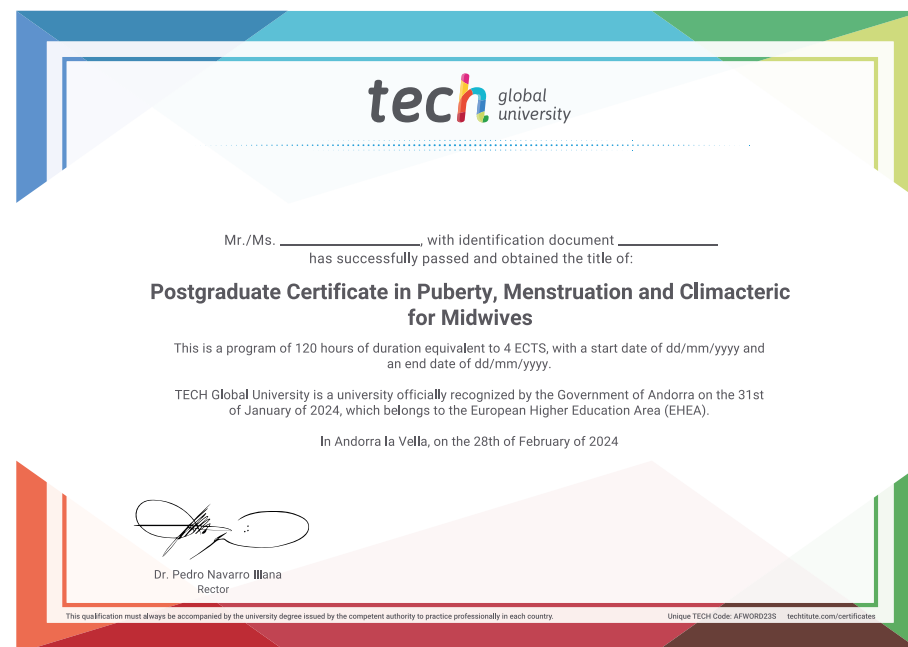 tech global
university
Mr./Ms. ____________, with identification document ____________
has successfully passed and obtained the title of:
Postgraduate Certificate in Puberty, Menstruation and Climacteric
for Midwives
This is a program of 120 hours of duration equivalent to 4 ECTS, with a start date of dd/mm/yyyy and
an end date of dd/mm/yyyy.
TECH Global University is a university officially recognized by the Government of Andorra on the 31st
of January of 2024, which belongs to the European Higher Education Area (EHEA).
In Andorra la Vella, on the 28th of February of 2024
Dr. Pedro Navarro Illana
Rector
This qualification must always be accompanied by the university degree issued by the competent authority to practice professionally in each country.
Unique TECH Code: AFWORD23S techtitute.com/certificates